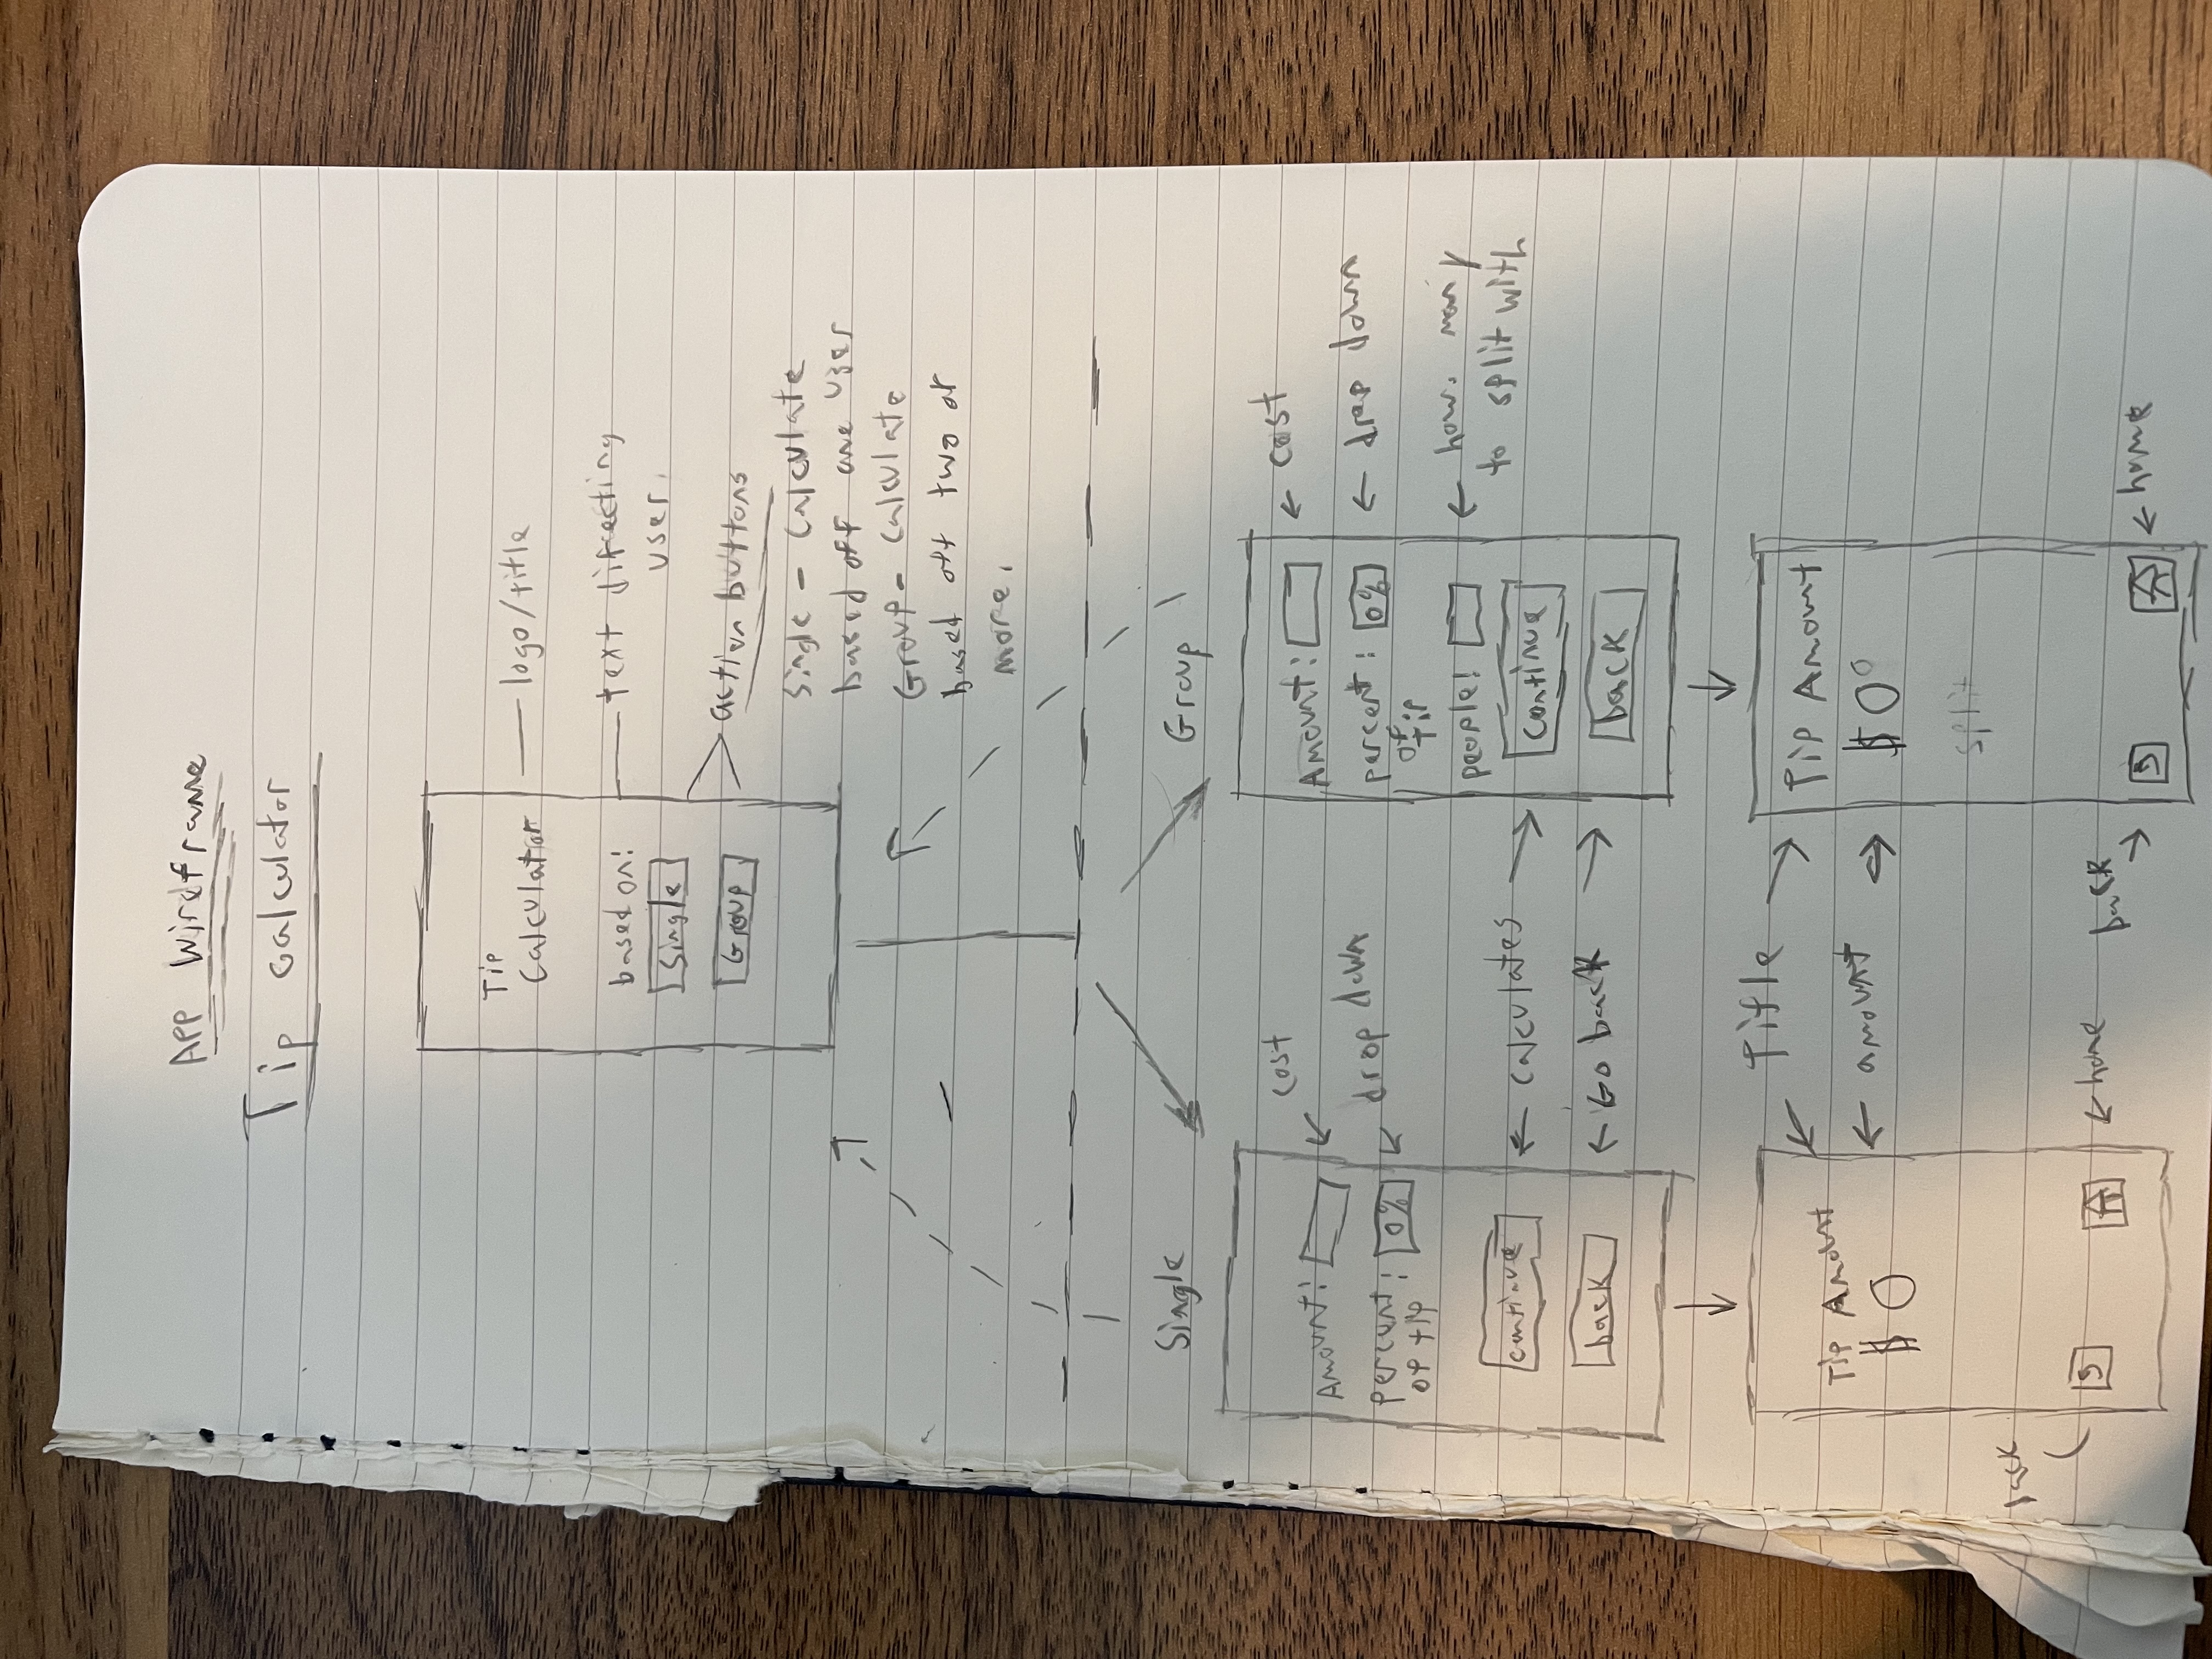 App Wireframe
Tip Calculator
Tip
Calculator
logo/title
based on:
text directing
user.
Single
Group
action buttons
Single - Calculate
based off one user
Group - Calculate
based off two or
more.
Single
Group
Amount:
cost
percent: 0%
of tip
drop down
continue
calculates
back
Go back
Amount:
cost
percent: 0%
of
tip
drop down
people:
how many
to split with
continue
back
Title
Tip Amount
amount
$ 0
back
home
Tip Amount
$ 0 0
split
back
home